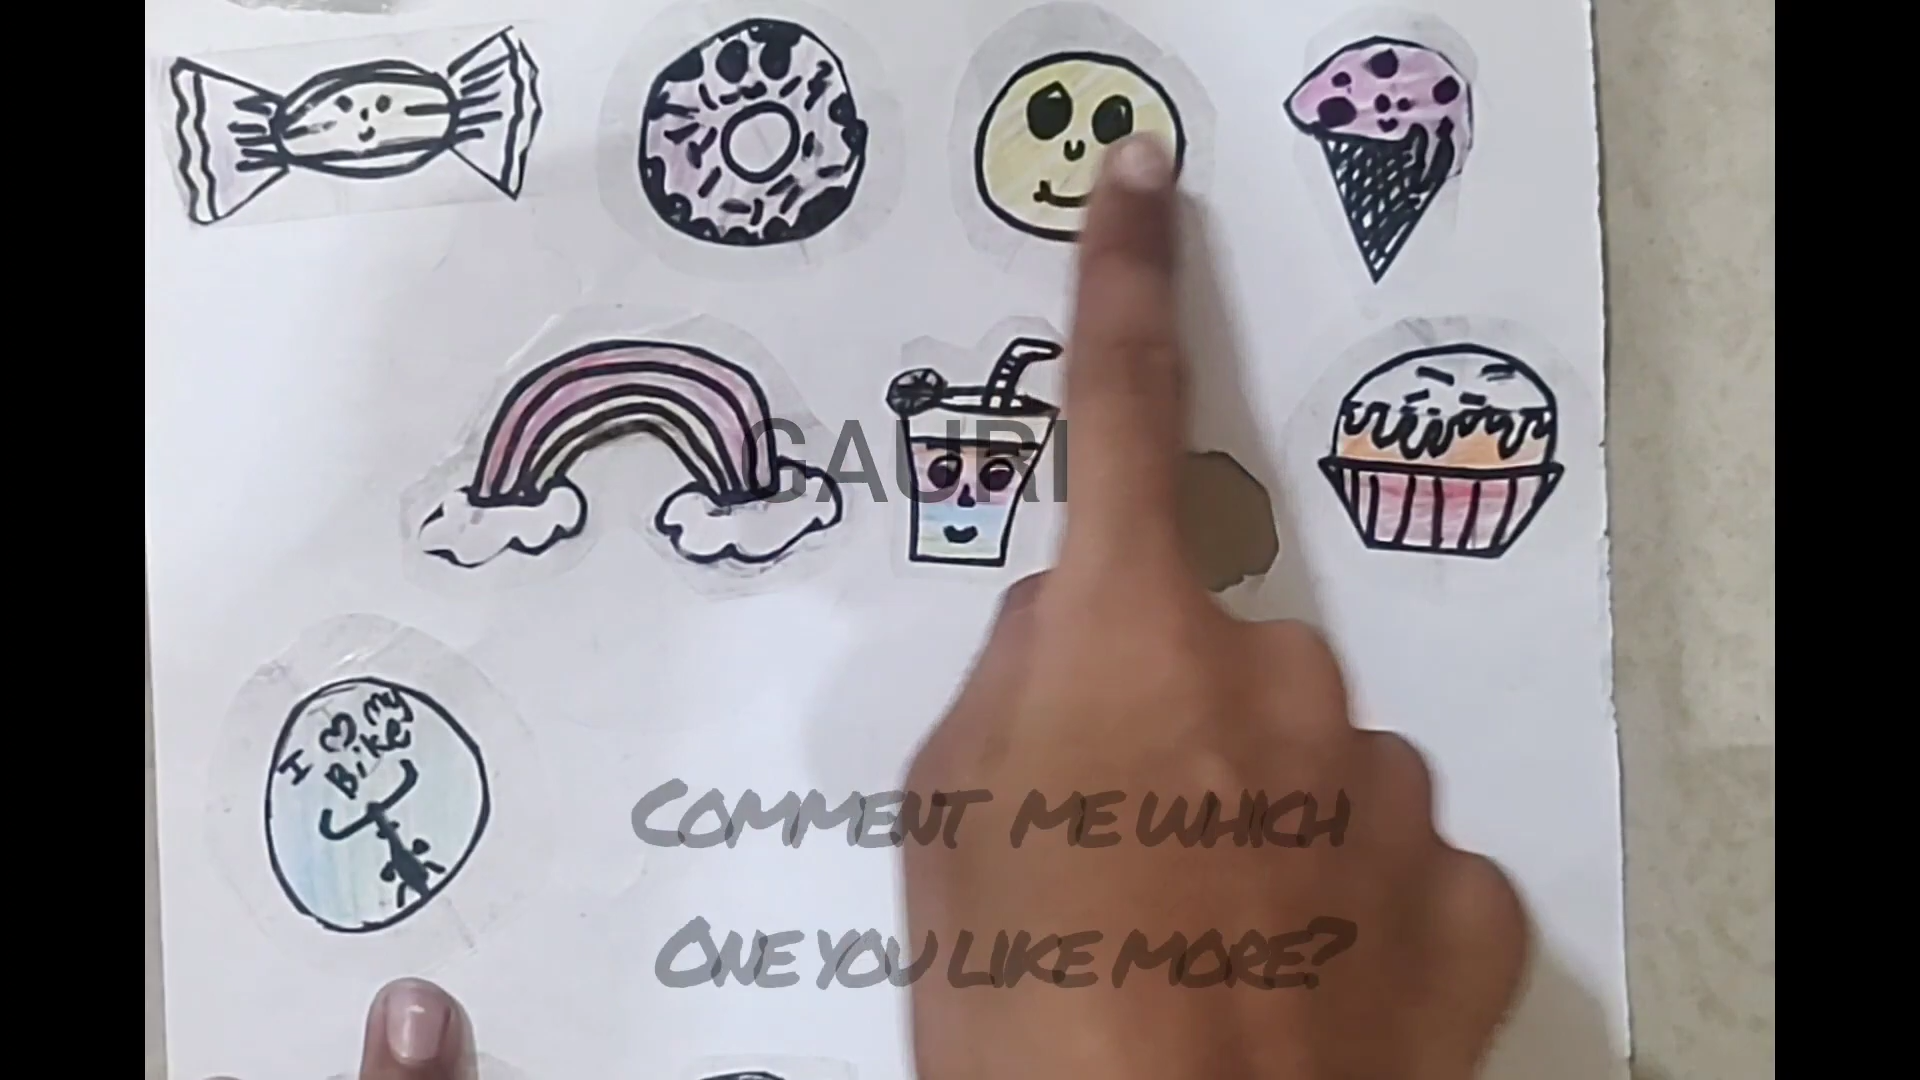 GAURI
I ♡ my
Bike
COMMENT ME WHICH
ONE YOU LIKE MORE?